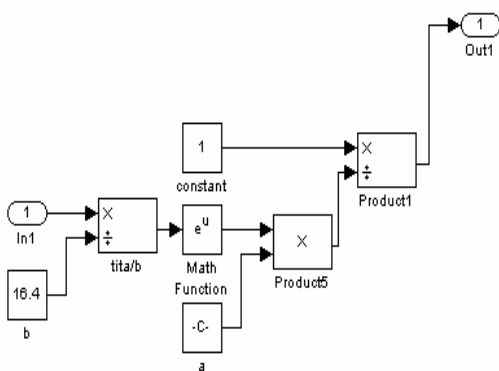 1
Out1
1
constant
×
÷
Product1
1
In1
×
÷
tita/b
e^u
Math
Function
×
Product5
16.4
b
-C-
a